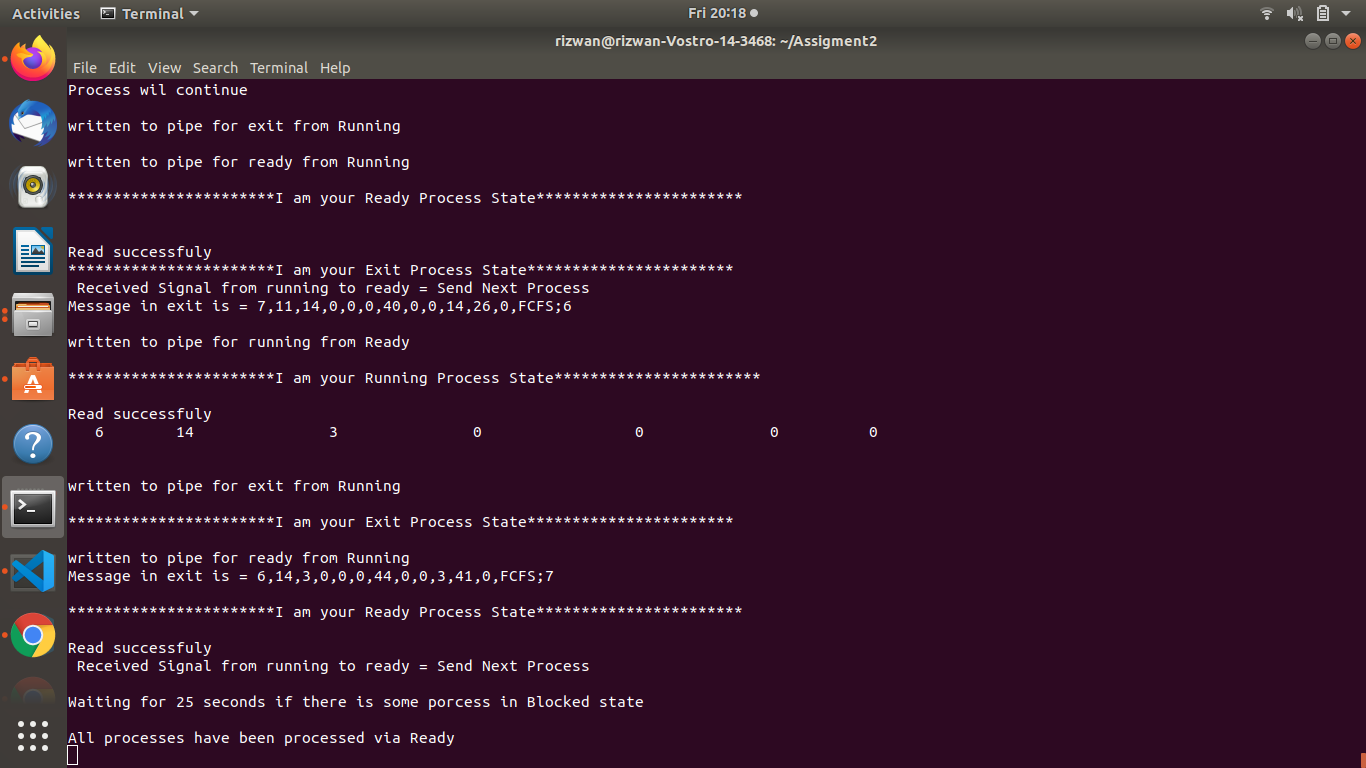 Activities Terminal Fri 20:18
rizwan@rizwan-Vostro-14-3468: ~/Assigment2
File Edit View Search Terminal Help
Process wil continue
written to pipe for exit from Running
written to pipe for ready from Running
***********************I am your Ready Process State***********************
Read successfuly
***********************I am your Exit Process State***********************
Received Signal from running to ready = Send Next Process
Message in exit is = 7,11,14,0,0,0,40,0,0,14,26,0,FCFS;6
written to pipe for running from Ready
***********************I am your Running Process State***********************
Read successfuly
6 14 3 0 0 0 0
written to pipe for exit from Running
***********************I am your Exit Process State***********************
written to pipe for ready from Running
Message in exit is = 6,14,3,0,0,0,44,0,0,3,41,0,FCFS;7
***********************I am your Ready Process State***********************
Read successfuly
Received Signal from running to ready = Send Next Process
Waiting for 25 seconds if there is some porcess in Blocked state
All processes have been processed via Ready